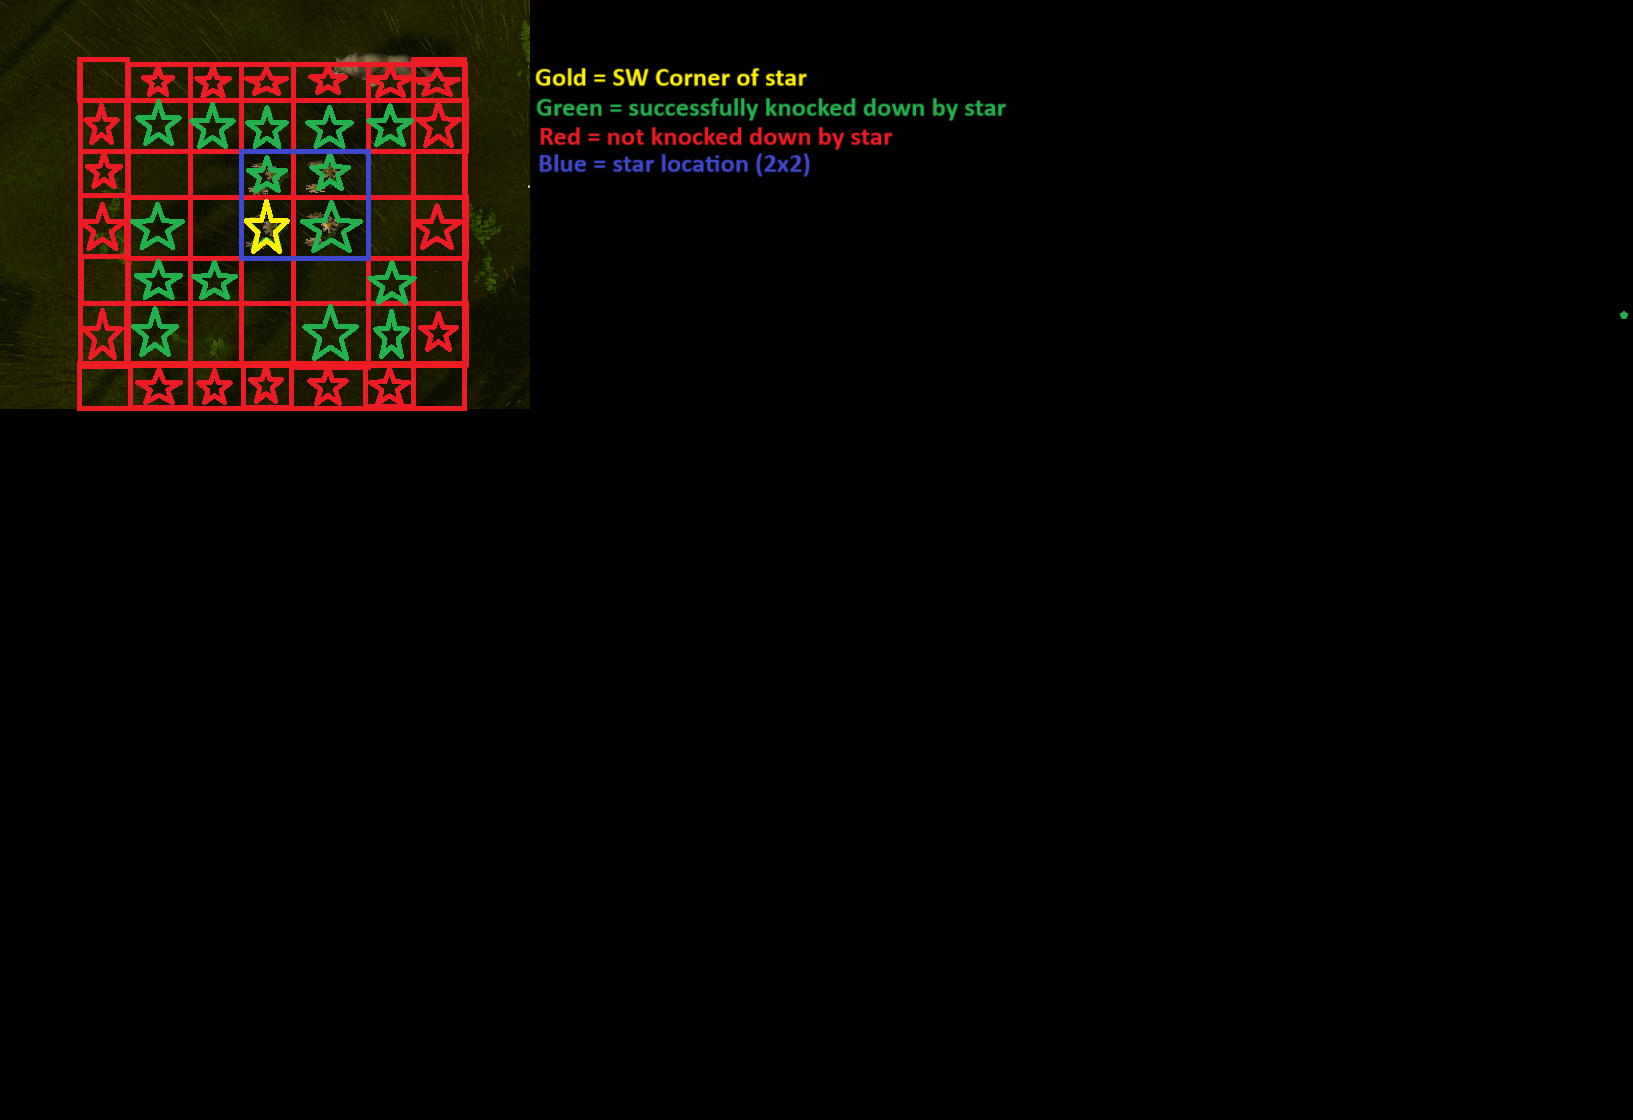 Gold = SW Corner of star
Green = successfully knocked down by star
Red = not knocked down by star
Blue = star location (2x2)